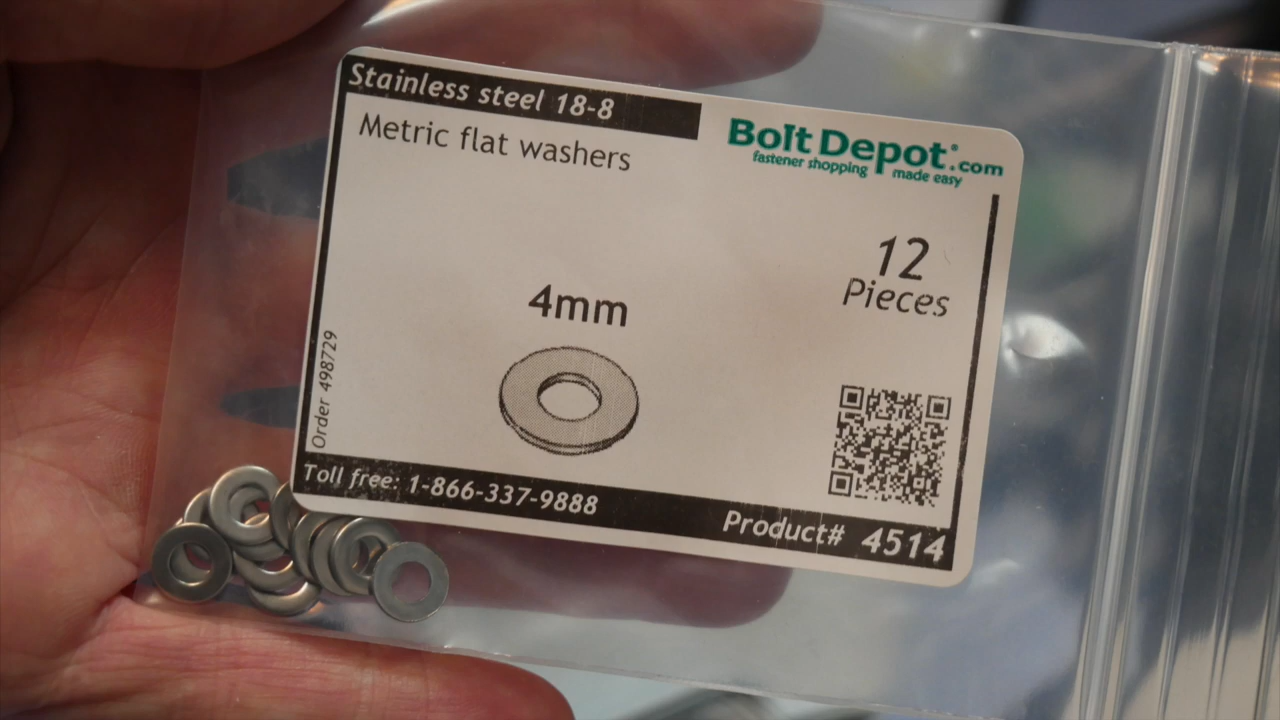 Stainless steel 18-8
Metric flat washers
Bolt Depot®.com
fastener shopping made easy
12
Pieces
4mm
Order 498729
Toll free: 1-866-337-9888
Product# 4514